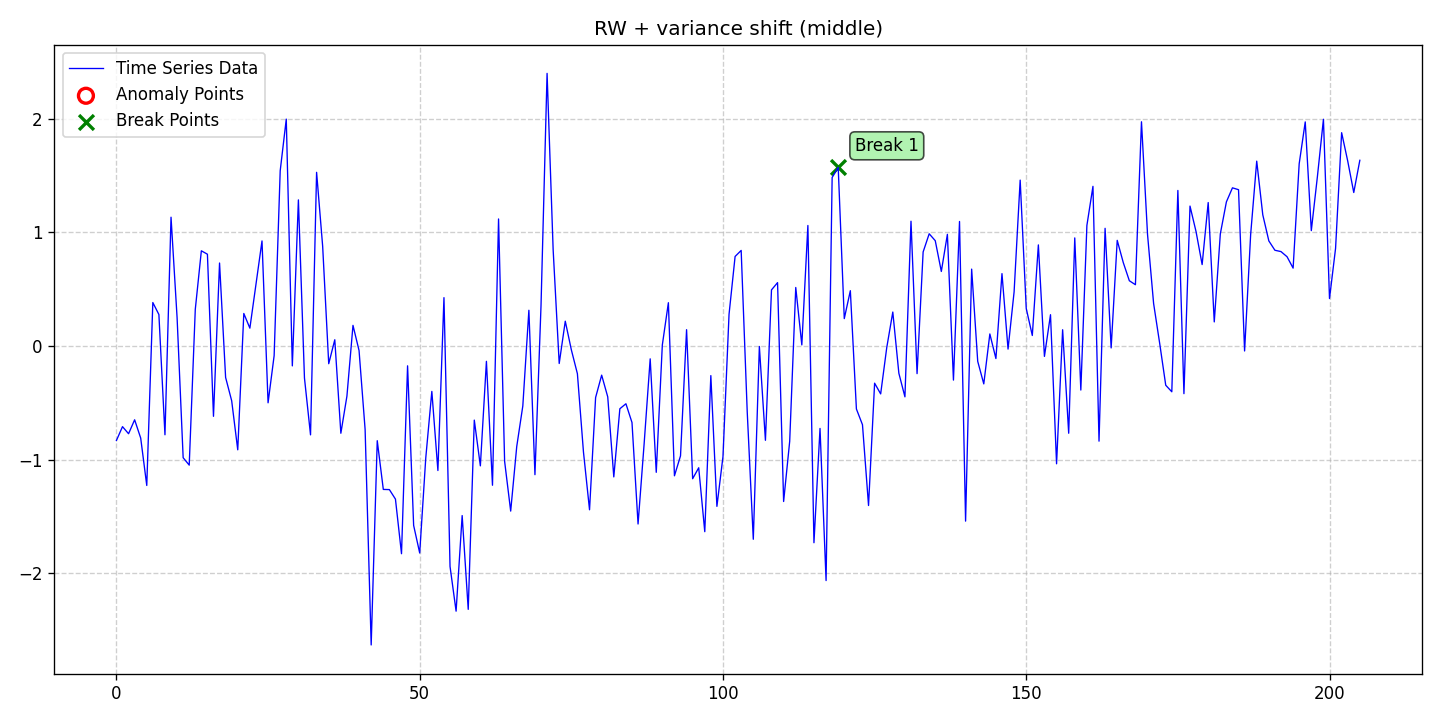 RW + variance shift (middle)
Time Series Data
Anomaly Points
Break Points
Break 1
2
1
0
−1
−2
0
50
100
150
200